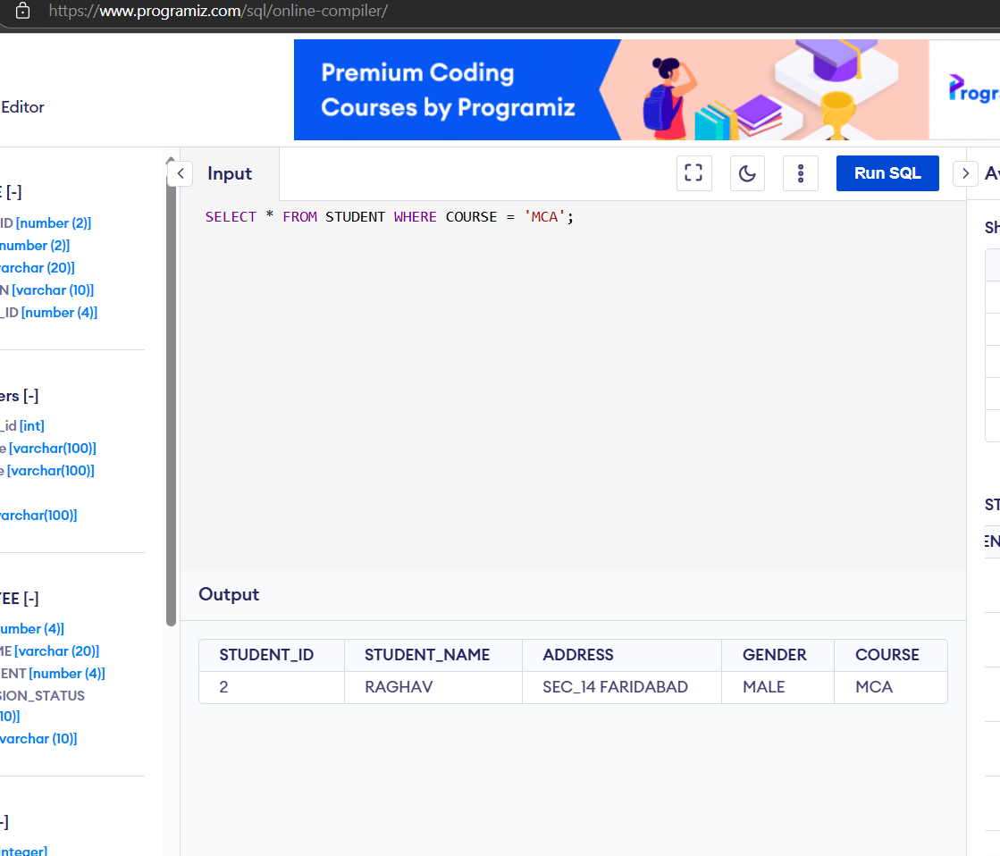 https://www.programiz.com/sql/online-compiler/
Premium Coding
Courses by Programiz
Progr
Editor
E [-]
ID [number (2)]
number (2)]
varchar (20)]
N [varchar (10)]
_ID [number (4)]
ers [-]
_id [int]
e [varchar(100)]
e [varchar(100)]
varchar(100)]
YEE [-]
umber (4)]
ME [varchar (20)]
ENT [number (4)]
SION_STATUS
10)]
varchar (10)]
-]
integer]
Input
Run SQL
SELECT * FROM STUDENT WHERE COURSE = 'MCA';
Output
STUDENT_ID STUDENT_NAME ADDRESS GENDER COURSE
2 RAGHAV SEC_14 FARIDABAD MALE MCA
Av
Sh
ST
EN